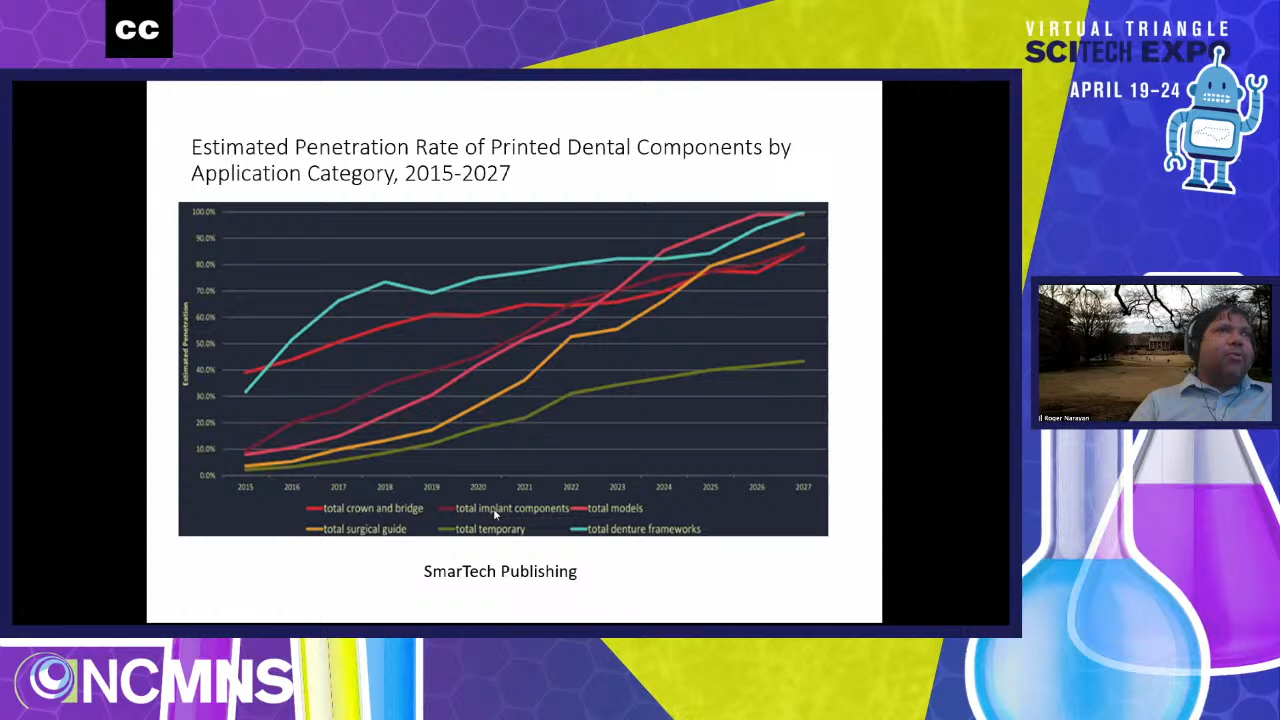 CC
VIRTUAL TRIANGLE
SCITECH EXPO
APRIL 19-24
Estimated Penetration Rate of Printed Dental Components by
Application Category, 2015-2027
Estimated Penetration
100.0%
90.0%
80.0%
70.0%
60.0%
50.0%
40.0%
30.0%
20.0%
10.0%
0.0%
2015 2016 2017 2018 2019 2020 2021 2022 2023 2024 2025 2026 2027
total crown and bridge total implant components total models
total surgical guide total temporary total denture frameworks
SmarTech Publishing
Roger Narayan
NCMNS